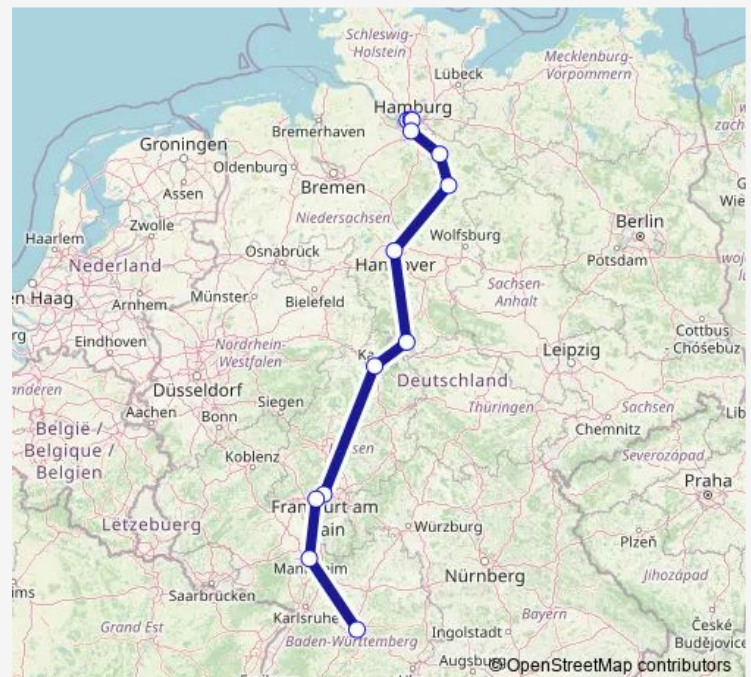 Schleswig-
Holstein
Mecklenburg-
Vorpommern
Lübeck
Hamburg
Bremerhaven
Groningen
Oldenburg
Bremen
Assen
Niedersachsen
Berlin
Zwolle
Haarlem
Wolfsburg
Osnabrück
Potsdam
Nederland
Sachsen-
Anhalt
Münster
Bielefeld
Arnhem
Cottbus
- Chóśebuz
Eindhoven
Nordrhein-
Westfalen
Leipzig
Düsseldorf
Deutschland
Aachen
Bonn
Siegen
Thüringen
Sachsen
Chemnitz
België /
Belgique /
Belgien
Koblenz
Severozápad
Praha
Lëtzebuerg
Würzburg
Plzeň
Nürnberg
Jihozápad
Saarbrücken
Karlsruhe
Grand Est
Baden-Württemberg
Bayern
Ingolstadt
České
Budějovice
Augsburg
©OpenStreetMap contributors